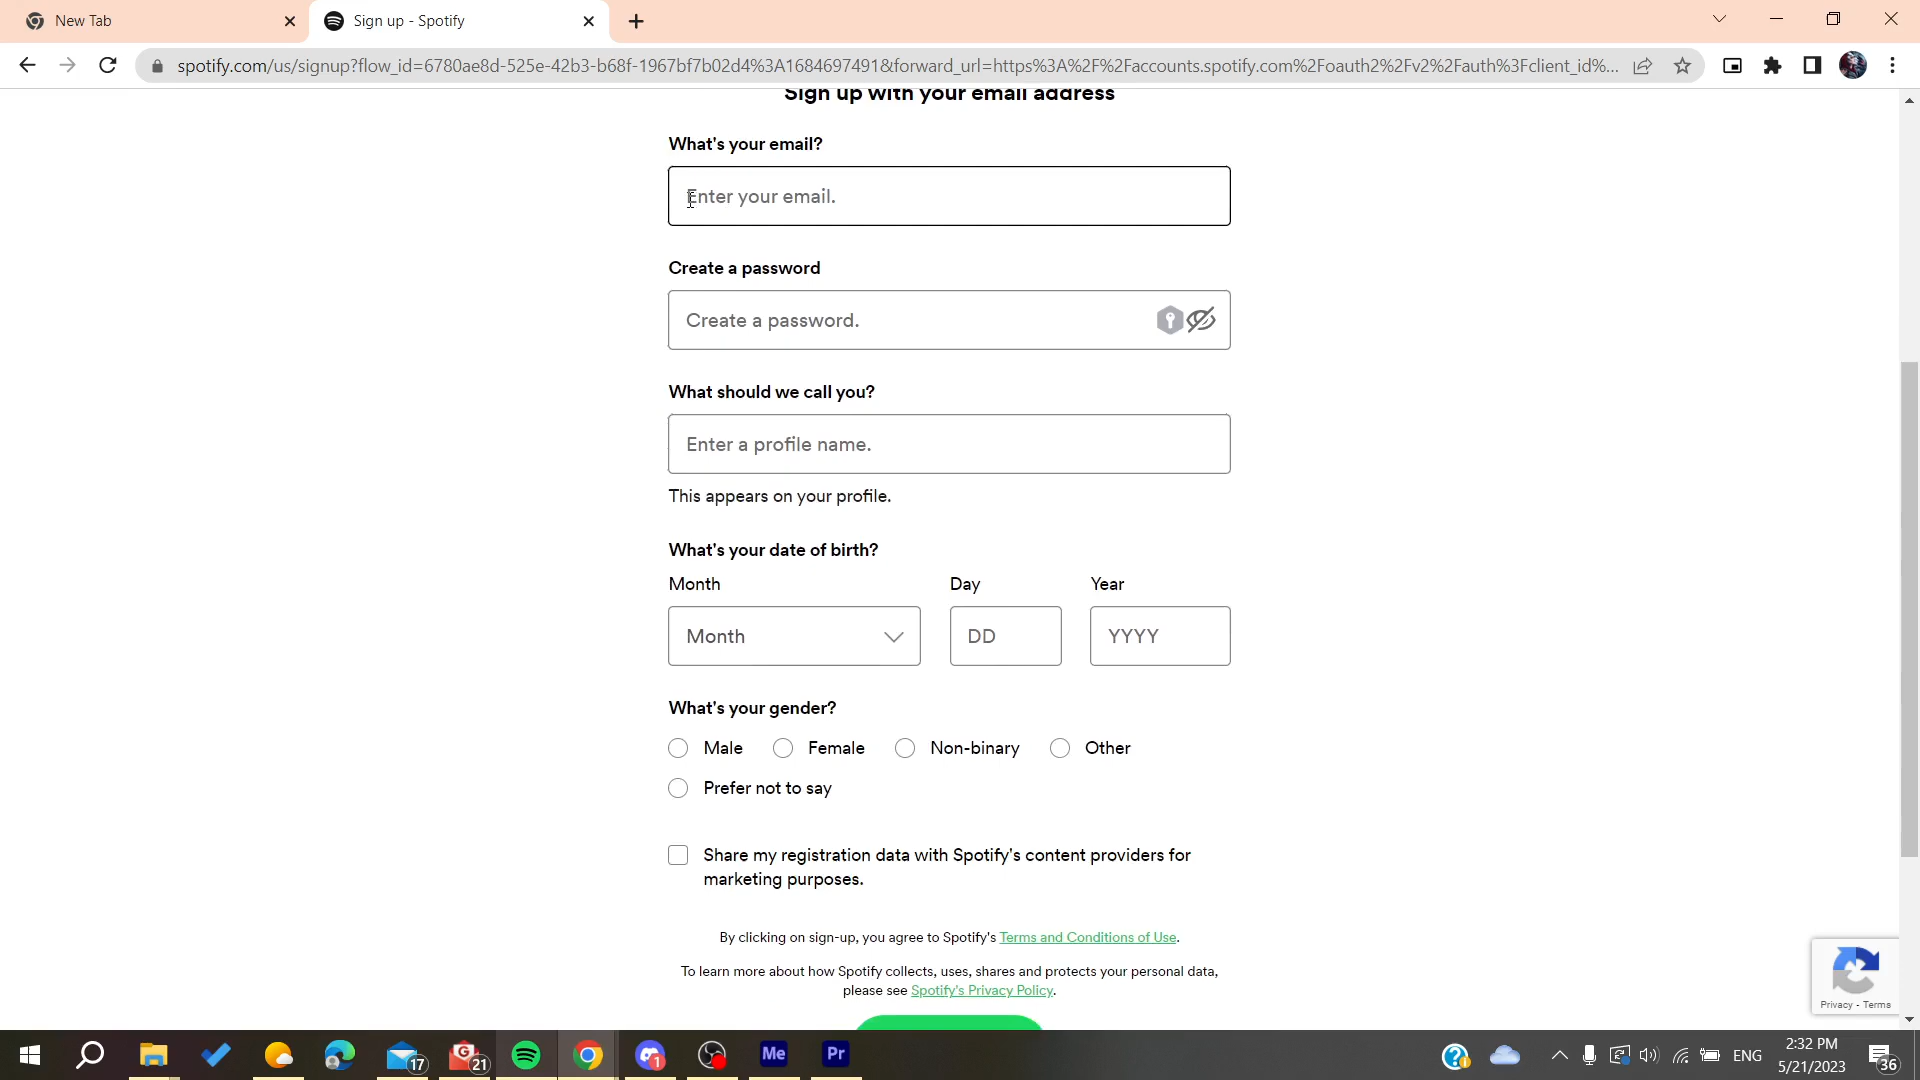 New Tab
Sign up - Spotify
spotify.com/us/signup?flow_id=6780ae8d-525e-42b3-b68f-1967bf7b02d4%3A1684697491&forward_url=https%3A%2F%2Faccounts.spotify.com%2Foauth2%2Fv2%2Fauth%3Fclient_id%...
Sign up with your email address
What's your email?
Enter your email.
Create a password
Create a password.
What should we call you?
Enter a profile name.
This appears on your profile.
What's your date of birth?
Month Day Year
Month DD YYYY
What's your gender?
Male Female Non-binary Other
Prefer not to say
Share my registration data with Spotify's content providers for
marketing purposes.
By clicking on sign-up, you agree to Spotify's Terms and Conditions of Use.
To learn more about how Spotify collects, uses, shares and protects your personal data,
please see Spotify's Privacy Policy.
Privacy - Terms
17 21 1 Me Pr ENG 2:32 PM
5/21/2023 36